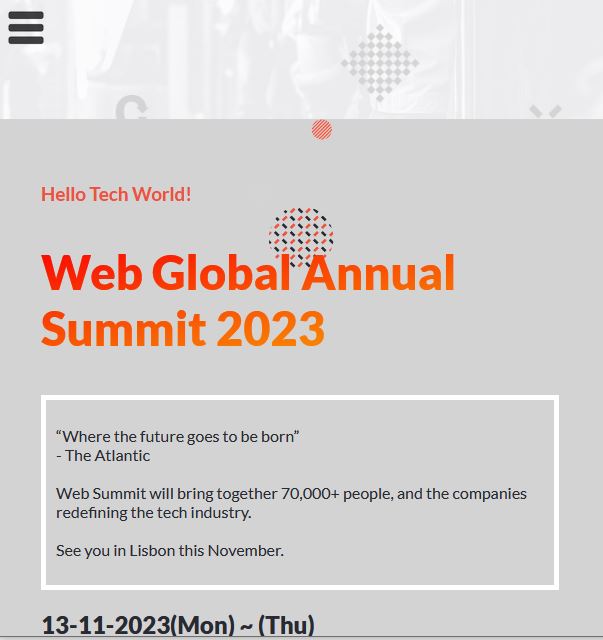 Hello Tech World!
Web Global Annual
Summit 2023
“Where the future goes to be born”
- The Atlantic
Web Summit will bring together 70,000+ people, and the companies
redefining the tech industry.
See you in Lisbon this November.
13-11-2023(Mon) ~ (Thu)